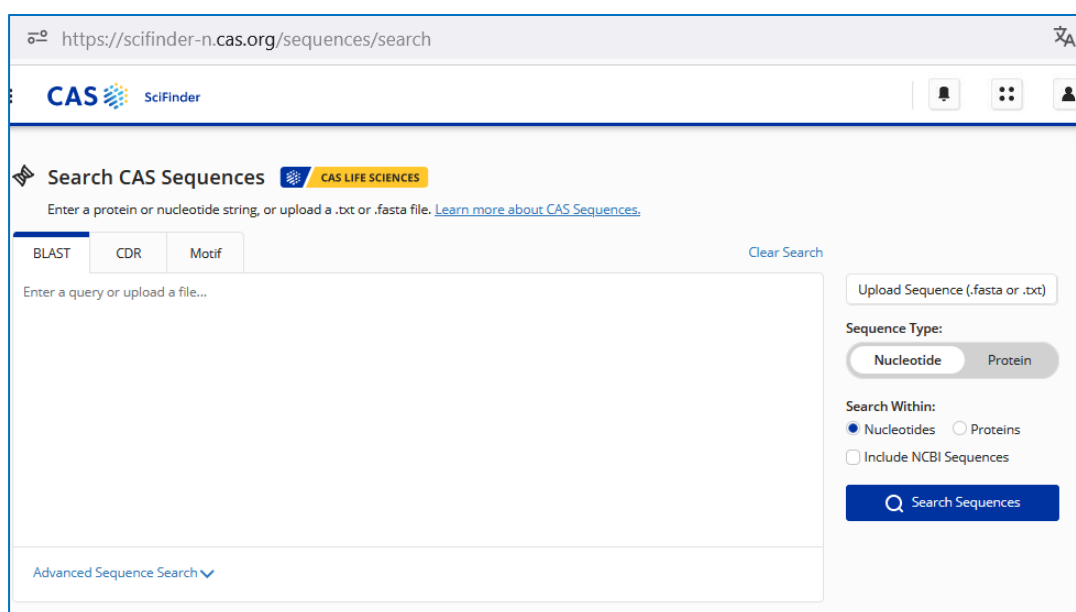 https://scifinder-n.cas.org/sequences/search
CAS SciFinder
Search CAS Sequences CAS LIFE SCIENCES
Enter a protein or nucleotide string, or upload a .txt or .fasta file. Learn more about CAS Sequences.
BLAST CDR Motif Clear Search
Enter a query or upload a file...
Upload Sequence (.fasta or .txt)
Sequence Type:
Nucleotide Protein
Search Within:
Nucleotides Proteins
Include NCBI Sequences
Search Sequences
Advanced Sequence Search